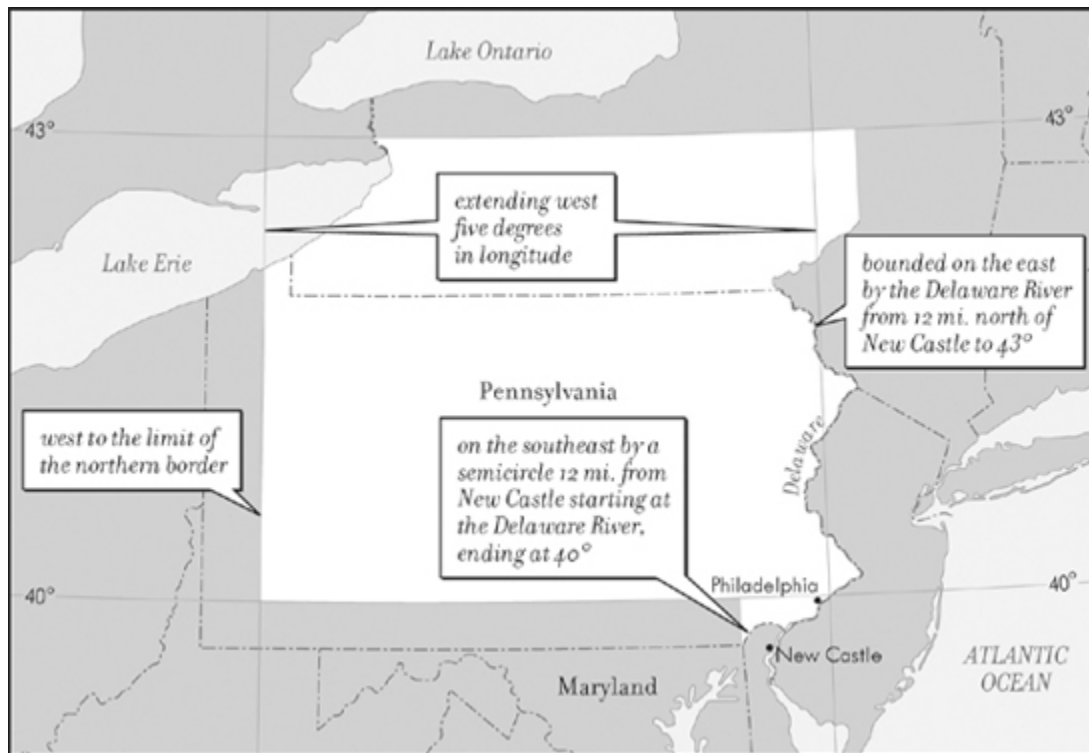 Lake Ontario
43°
43°
extending west
five degrees
in longitude
Lake Erie
bounded on the east
by the Delaware River
from 12 mi. north of
New Castle to 43°
Pennsylvania
west to the limit of
the northern border
on the southeast by a
semicircle 12 mi. from
New Castle starting at
the Delaware River,
ending at 40°
Delaware
40°
Philadelphia
40°
New Castle
Maryland
ATLANTIC
OCEAN